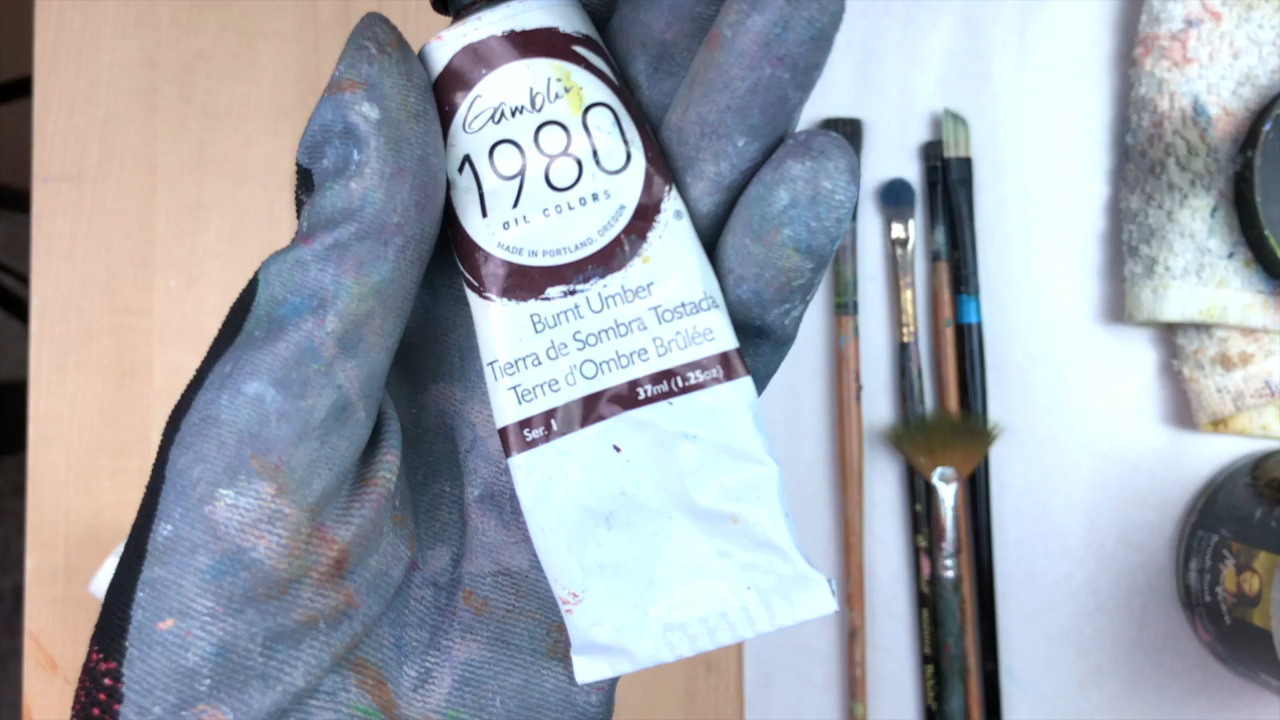 Gamblin
1980
OIL COLORS
MADE IN PORTLAND, OREGON
®
Burnt Umber
Tierra de Sombra Tostada
Terre d'Ombre Brûlée
37ml (1.25oz)
Ser. 1